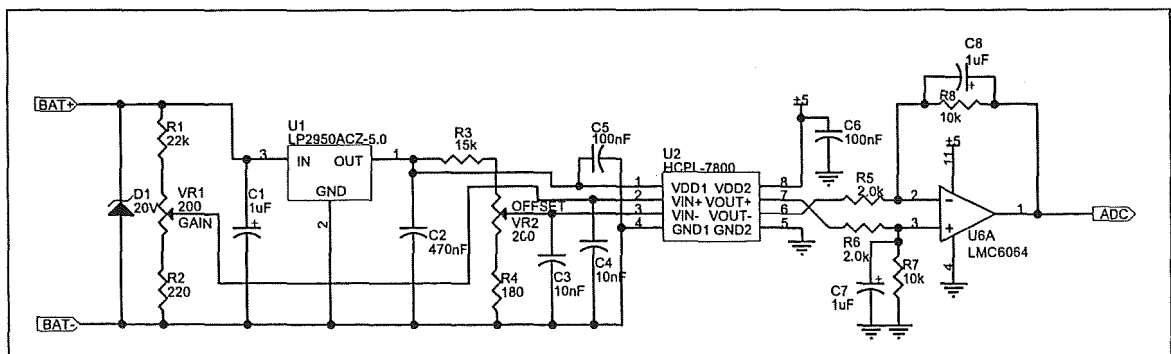 BAT+
R1
22k
D1
20V
VR1
200
GAIN
R2
220
BAT-
C1
1uF
U1
LP2950ACZ-5.0
3
IN
OUT
1
GND
2
C2
470nF
R3
15k
OFFSET
VR2
200
R4
180
C3
10nF
C4
10nF
C5
100nF
U2
HCPL-7800
1
VDD1
VDD2
8
2
VIN+
VOUT+
7
3
VIN-
VOUT-
6
4
GND1
GND2
5
+5
C6
100nF
R5
2.0k
R6
2.0k
C7
1uF
R7
10k
C8
1uF
R8
10k
+5
11
2
3
1
4
U6A
LMC6064
ADC